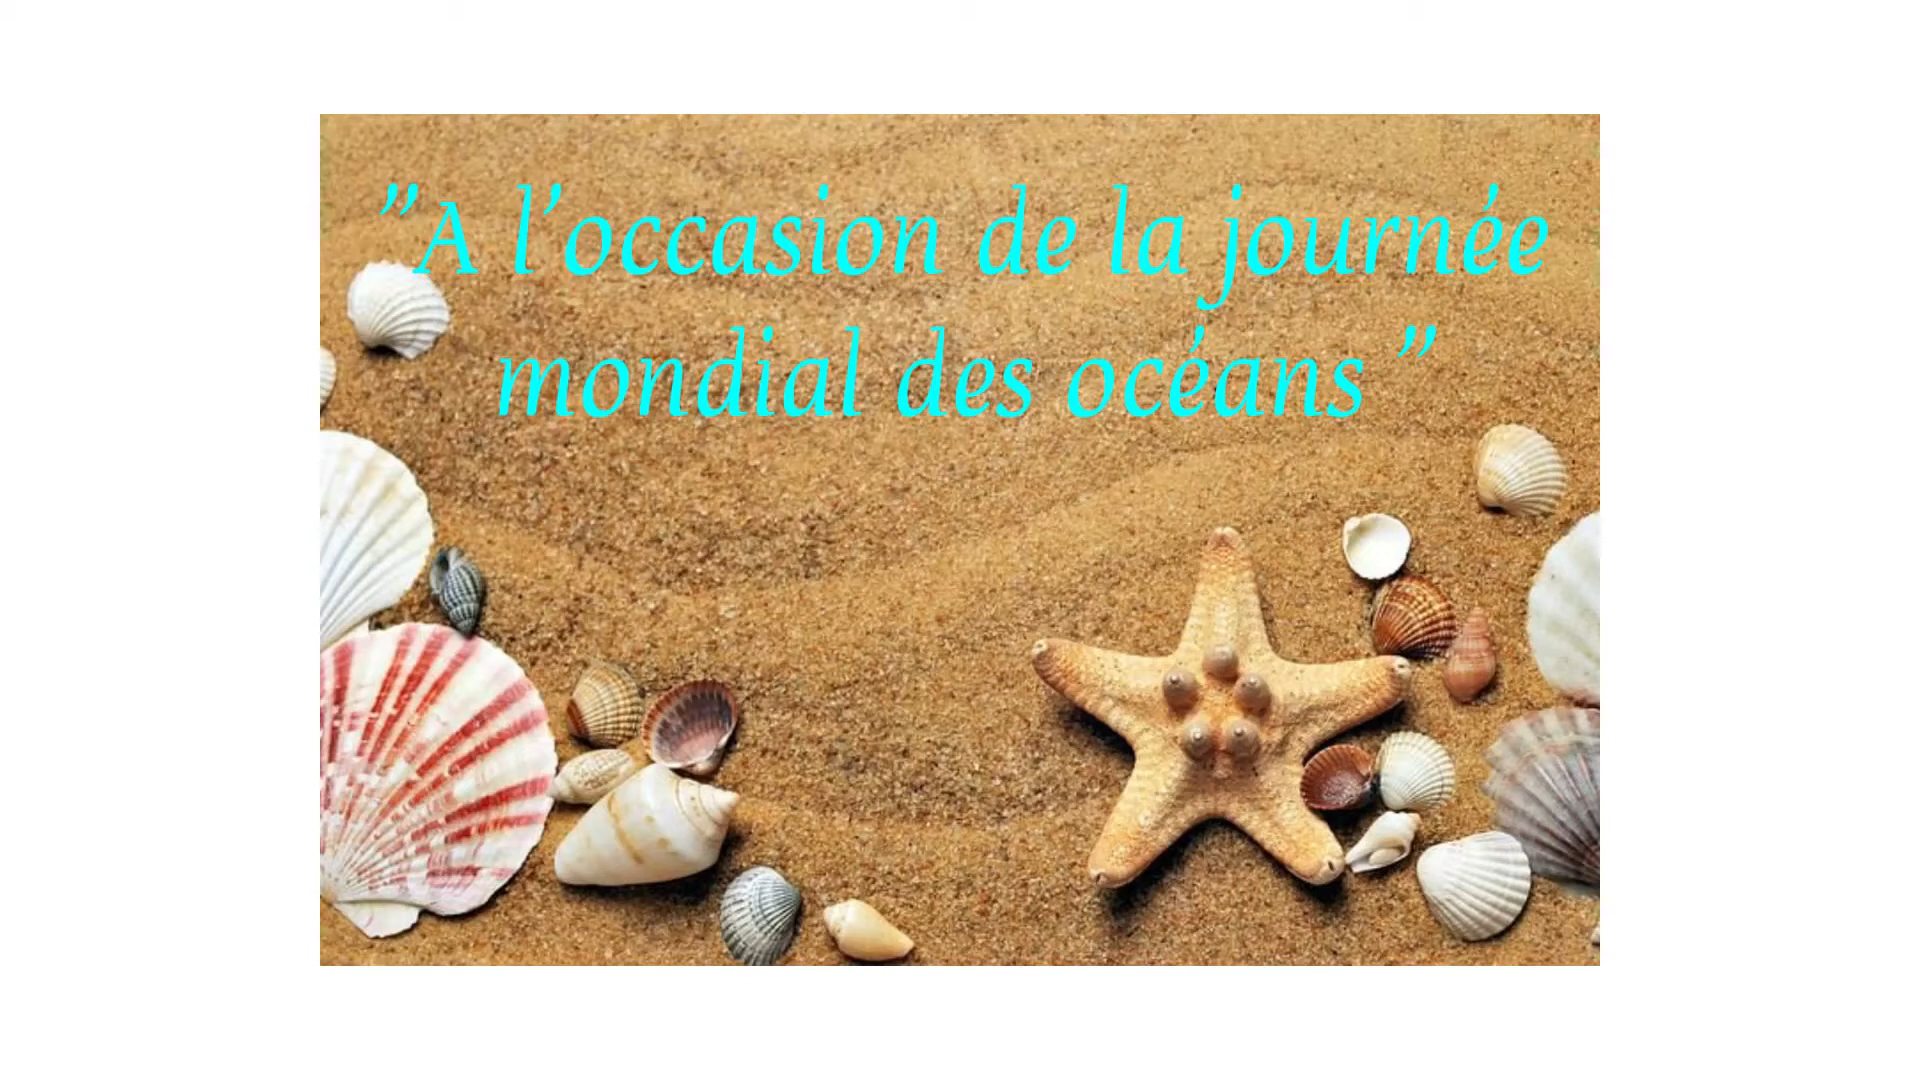 ”A l’occasion de la journée
mondial des océans ”